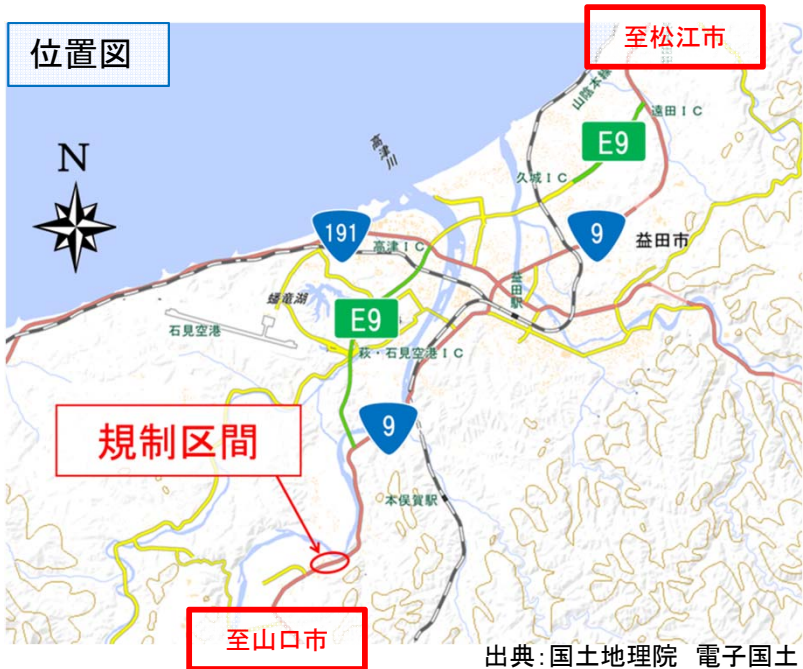 位置図
至松江市
山陰本線
遠田IC
E9
高津川
久城IC
N
191
9
益田市
高津IC
益田駅
蟠竜湖
E9
石見空港
萩・石見空港IC
9
規制区間
本俣賀駅
至山口市
出典：国土地理院 電子国土